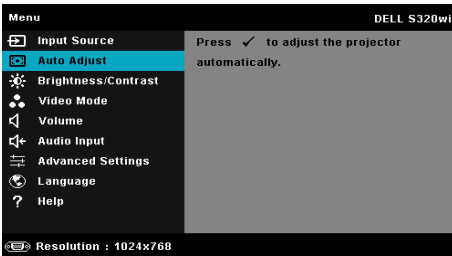 Menu DELL S320wi
Input Source
Auto Adjust
Brightness/Contrast
Video Mode
Volume
Audio Input
Advanced Settings
Language
? Help
Press ✓ to adjust the projector
automatically.
Resolution : 1024x768